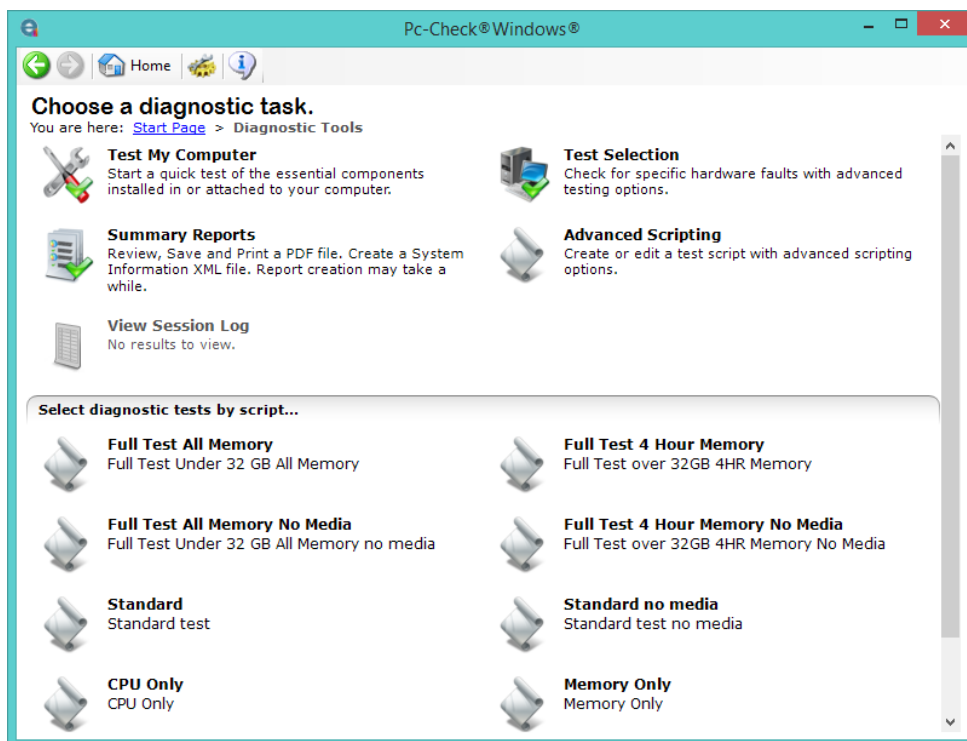 Pc-Check®Windows®
Home
Choose a diagnostic task.
You are here: Start Page > Diagnostic Tools
Test My Computer
Start a quick test of the essential components
installed in or attached to your computer.
Test Selection
Check for specific hardware faults with advanced
testing options.
Summary Reports
Review, Save and Print a PDF file. Create a System
Information XML file. Report creation may take a
while.
Advanced Scripting
Create or edit a test script with advanced scripting
options.
View Session Log
No results to view.
Select diagnostic tests by script...
Full Test All Memory
Full Test Under 32 GB All Memory
Full Test 4 Hour Memory
Full Test over 32GB 4HR Memory
Full Test All Memory No Media
Full Test Under 32 GB All Memory no media
Full Test 4 Hour Memory No Media
Full Test over 32GB 4HR Memory No Media
Standard
Standard test
Standard no media
Standard test no media
CPU Only
CPU Only
Memory Only
Memory Only